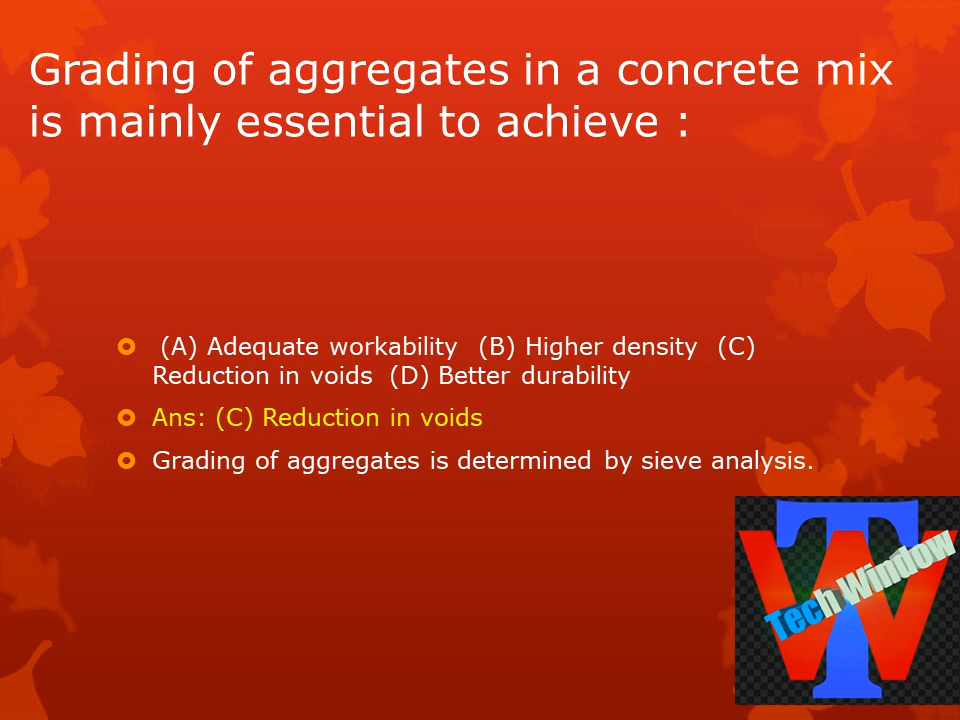 Grading of aggregates in a concrete mix
is mainly essential to achieve :
(A) Adequate workability (B) Higher density (C)
Reduction in voids (D) Better durability
Ans: (C) Reduction in voids
Grading of aggregates is determined by sieve analysis.
TW
Tech Window